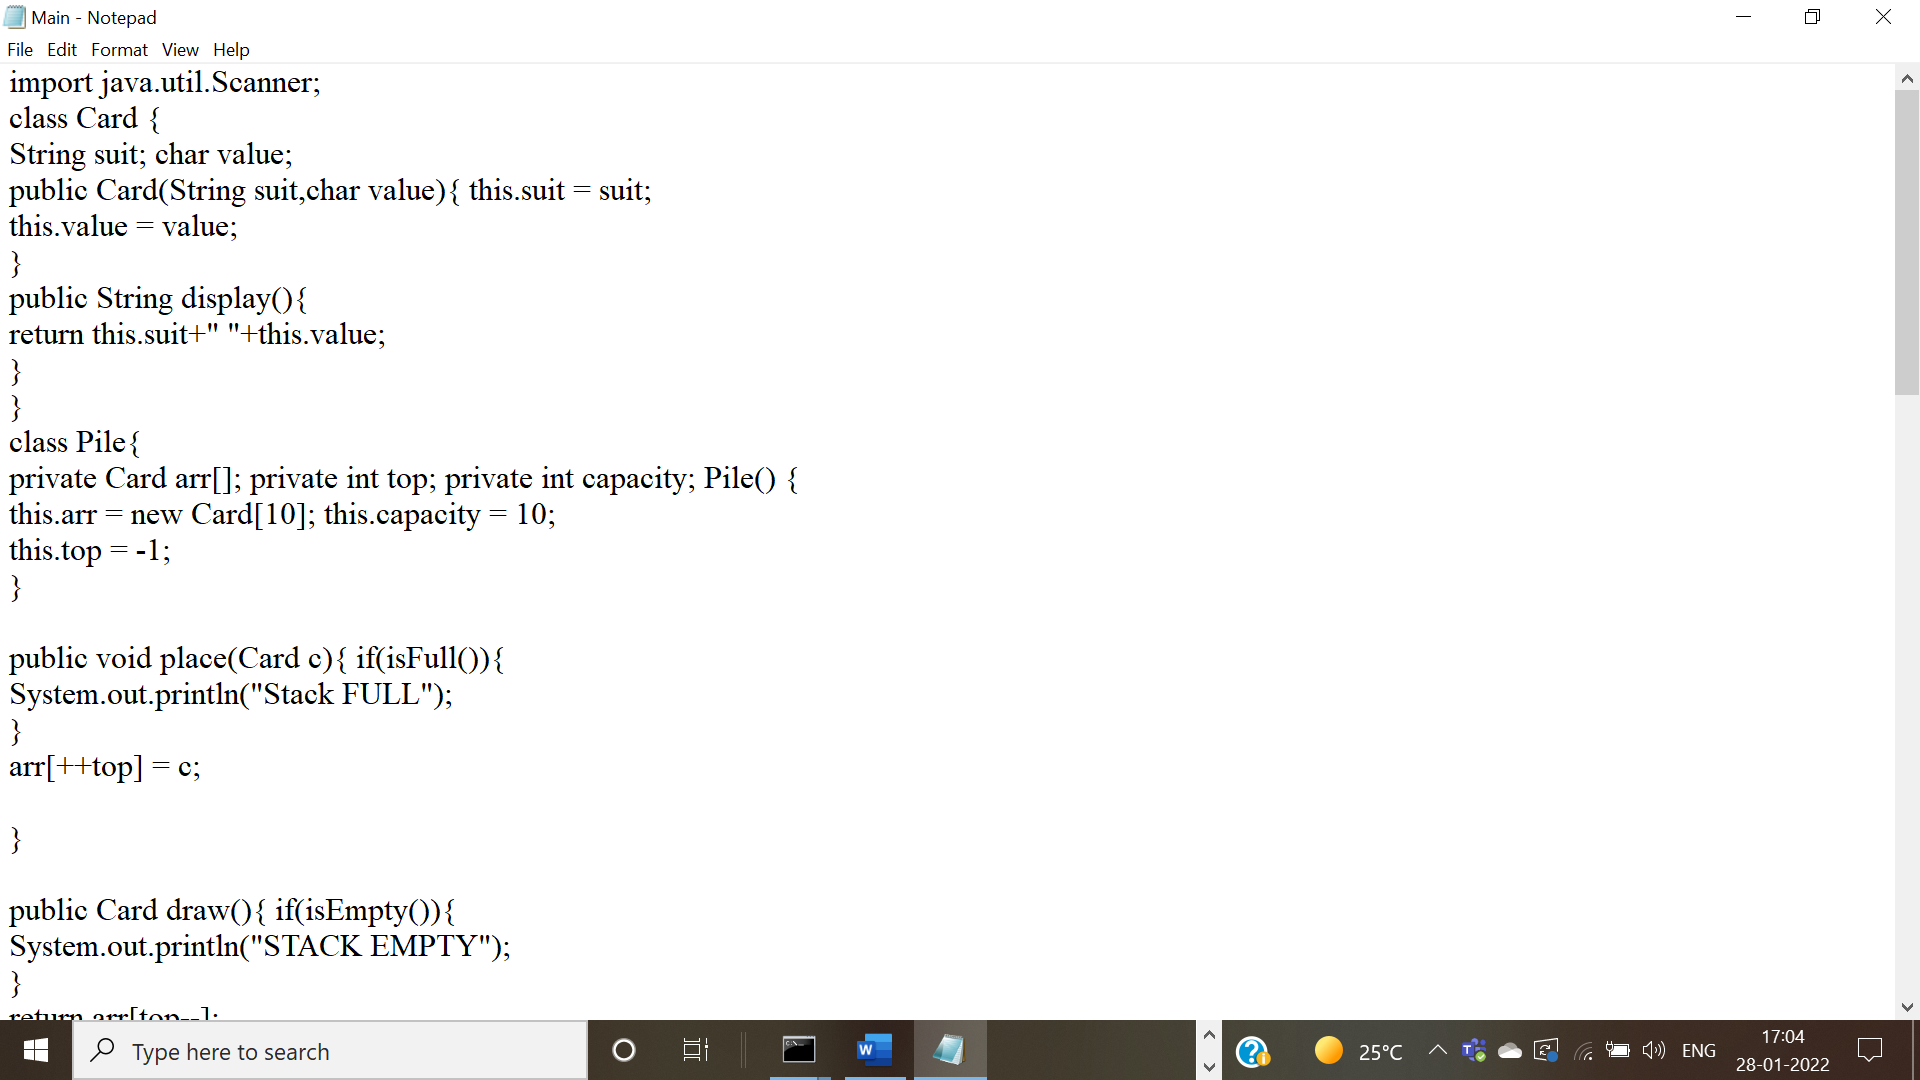 Main - Notepad
File Edit Format View Help
import java.util.Scanner;
class Card {
String suit; char value;
public Card(String suit,char value){ this.suit = suit;
this.value = value;
}
public String display(){
return this.suit+" "+this.value;
}
}
class Pile{
private Card arr[]; private int top; private int capacity; Pile() {
this.arr = new Card[10]; this.capacity = 10;
this.top = -1;
}
public void place(Card c){ if(isFull()){
System.out.println("Stack FULL");
}
arr[++top] = c;
}
public Card draw(){ if(isEmpty()){
System.out.println("STACK EMPTY");
}
return arr[top--];
Type here to search
25°C
ENG
17:04
28-01-2022